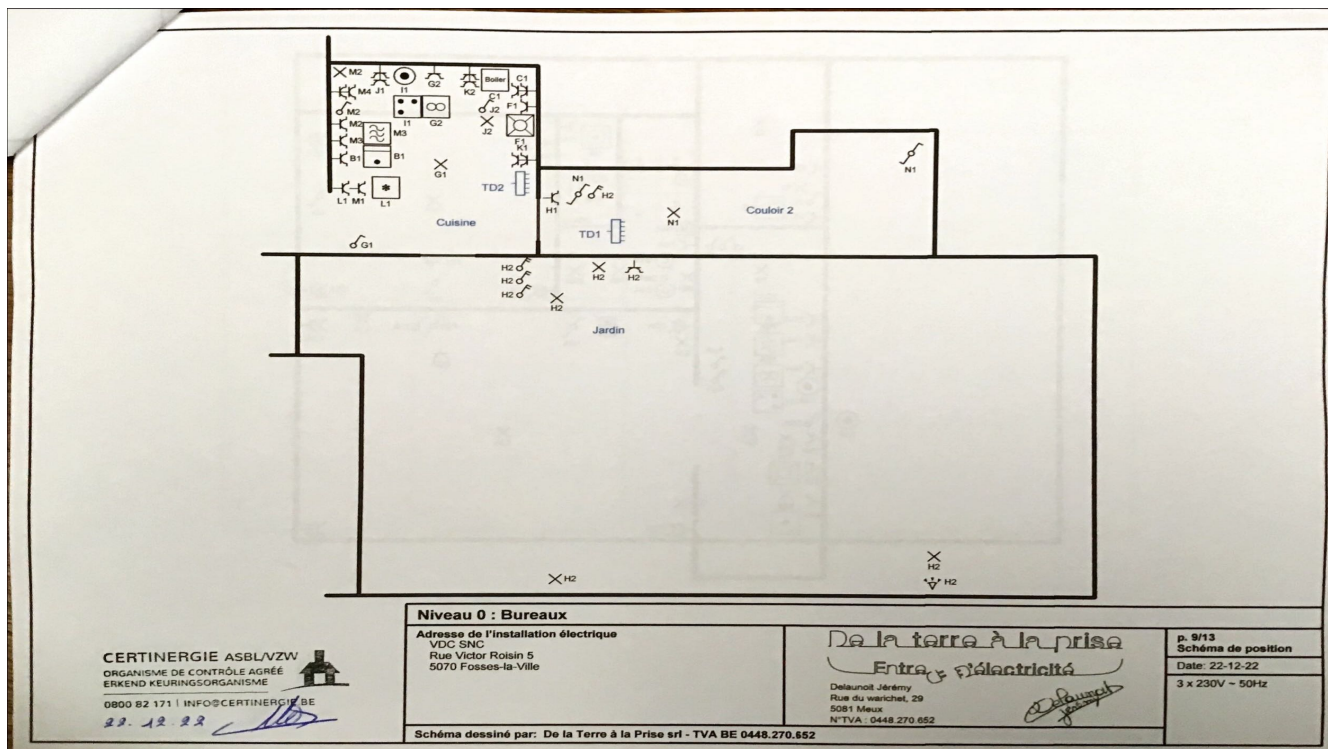 M2
J1
I1
G2
K2
Boiler
C1
C1
M4
M2
J2
F1
I1
G2
J2
M2
M3
M3
F1
B1
B1
K1
G1
TD2
L1
M1
L1
*
Cuisine
G1
H1
N1
H2
TD1
N1
Couloir 2
N1
H2
H2
H2
H2
H2
H2
Jardin
H2
H2
H2
Niveau 0 : Bureaux
Adresse de l'installation électrique
VDC SNC
Rue Victor Roisin 5
5070 Fosses-la-Ville
Schéma dessiné par: De la Terre à la Prise srl - TVA BE 0448.270.652
De la terre à la prise
Delaunoit Jérémy
Rue du warichet, 29
5081 Meux
N°TVA : 0448.270.652
Delaunoit
Jérémy
p. 9/13
Schéma de position
Date: 22-12-22
3 x 230V ~ 50Hz
CERTINERGIE ASBL/VZW
ORGANISME DE CONTRÔLE AGRÉÉ
ERKEND KEURINGSORGANISME
0800 82 171 | INFO@CERTINERGIE.BE
22.12.22